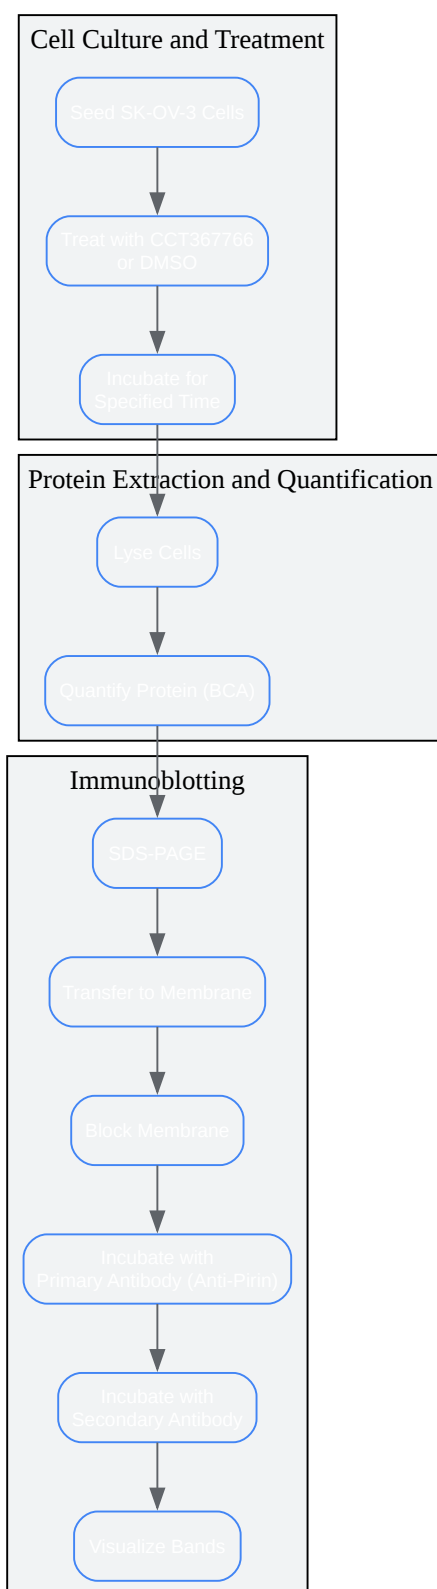 Cell Culture and Treatment
Seed SK-OV-3 Cells
Treat with CCT367766
or DMSO
Incubate for
Specified Time
Protein Extraction and Quantification
Lyse Cells
Quantify Protein (BCA)
Immunoblotting
SDS-PAGE
Transfer to Membrane
Block Membrane
Incubate with
Primary Antibody (Anti-Pirin)
Incubate with
Secondary Antibody
Visualize Bands